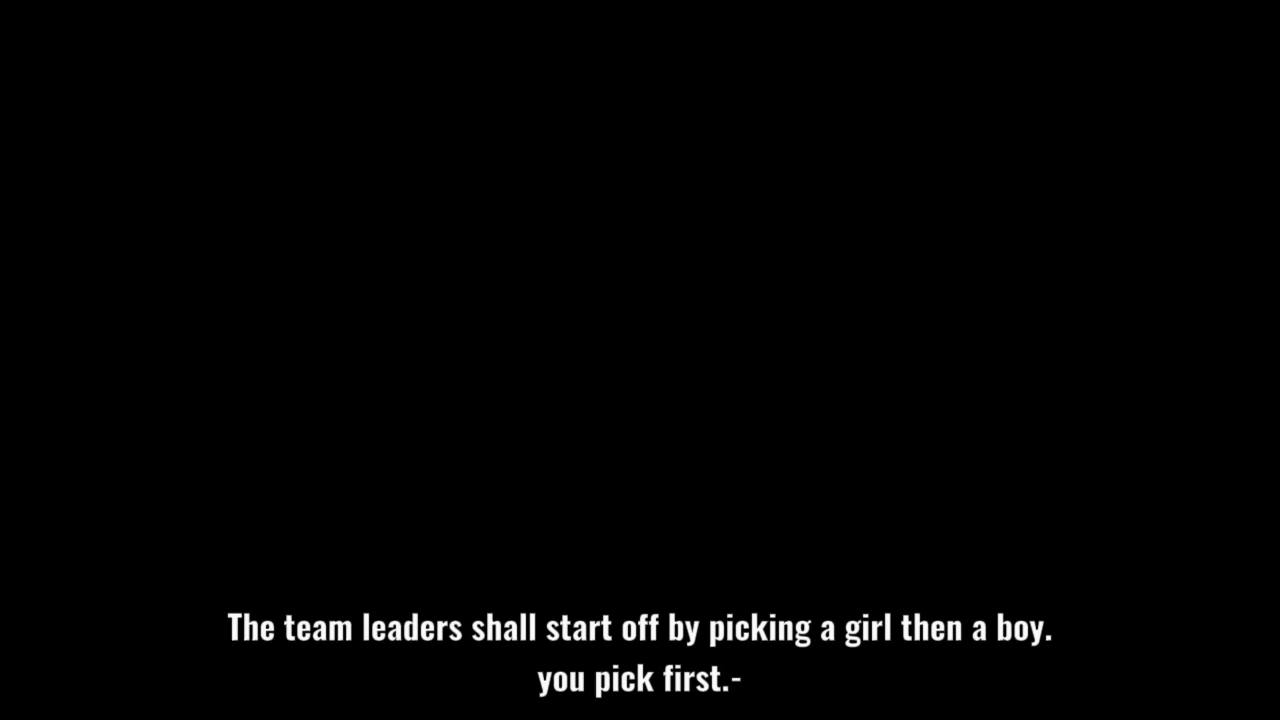 The team leaders shall start off by picking a girl then a boy.
you pick first.-